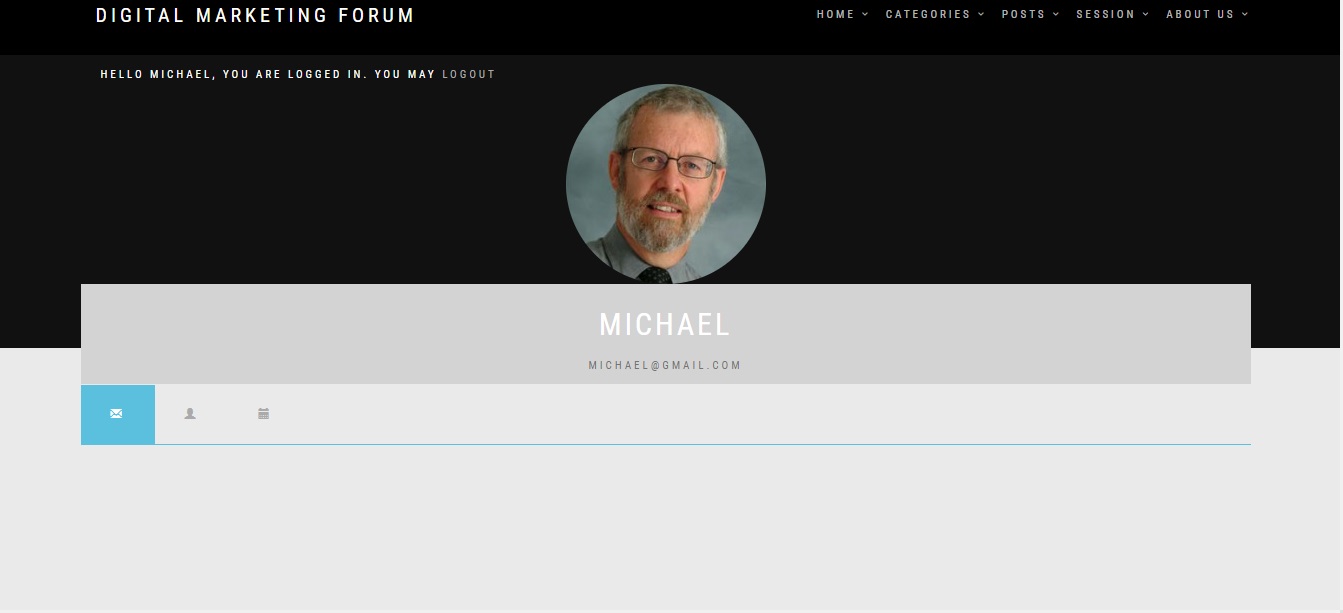 DIGITAL MARKETING FORUM
HOME CATEGORIES POSTS SESSION ABOUT US
HELLO MICHAEL, YOU ARE LOGGED IN. YOU MAY LOGOUT
MICHAEL
MICHAEL@GMAIL.COM